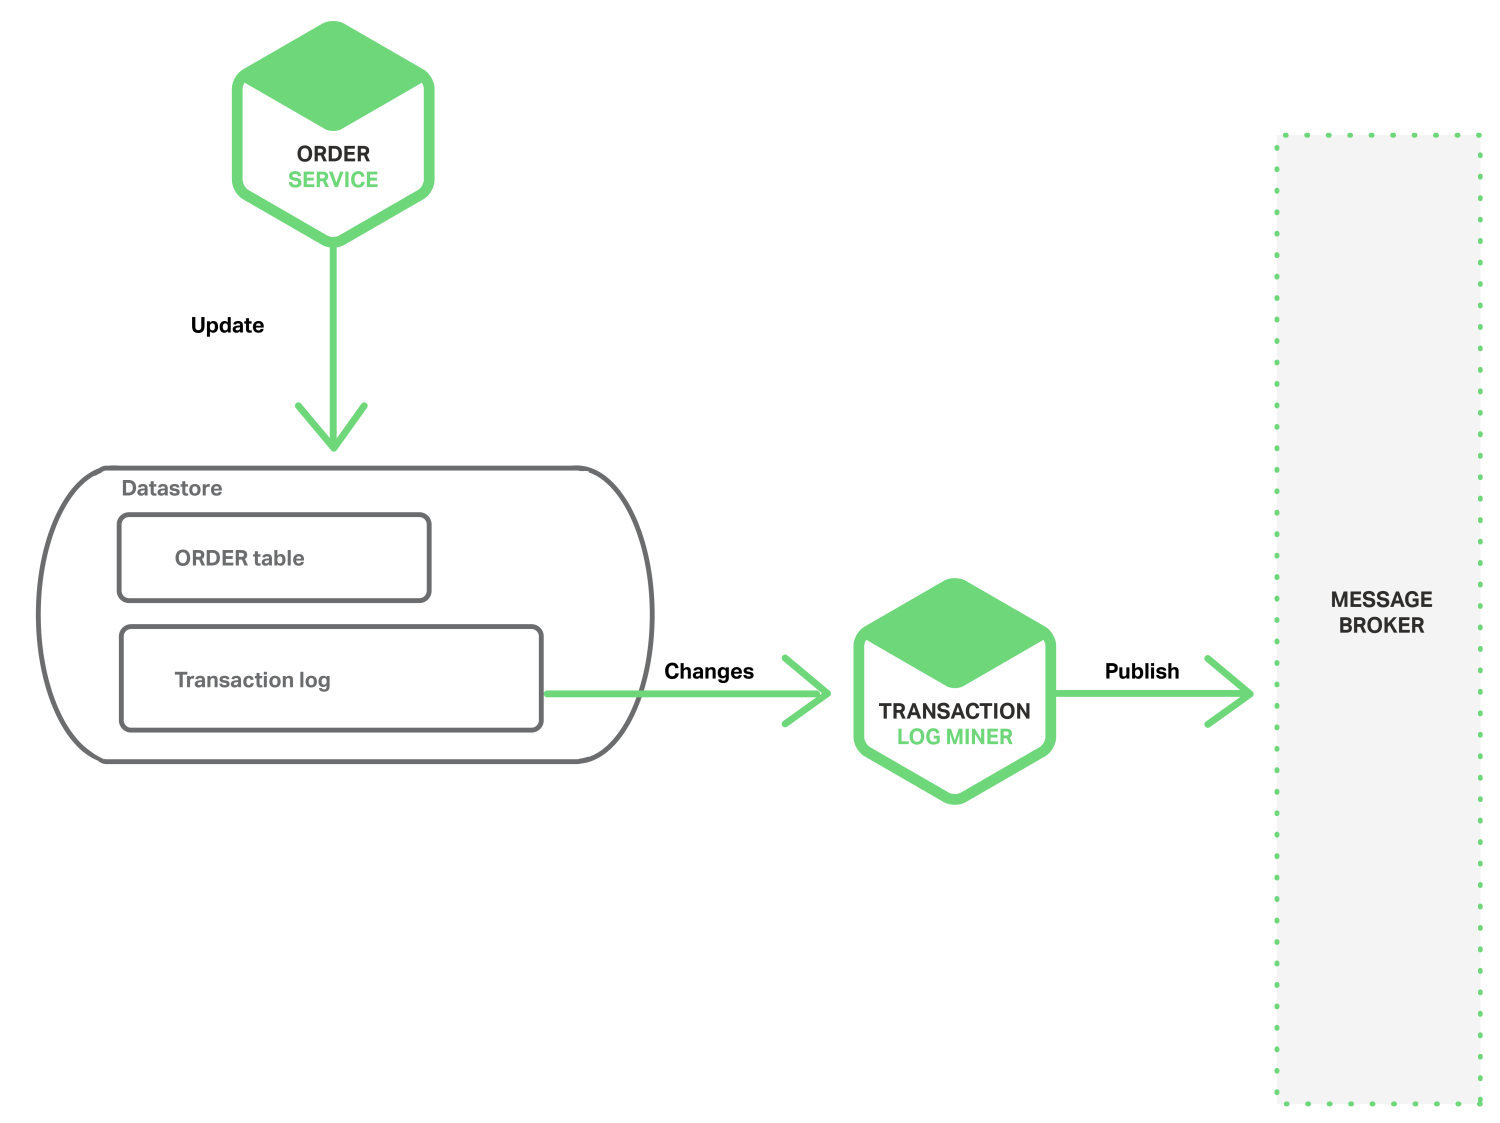 ORDER
SERVICE
Update
Datastore
ORDER table
Transaction log
Changes
TRANSACTION
LOG MINER
Publish
MESSAGE
BROKER